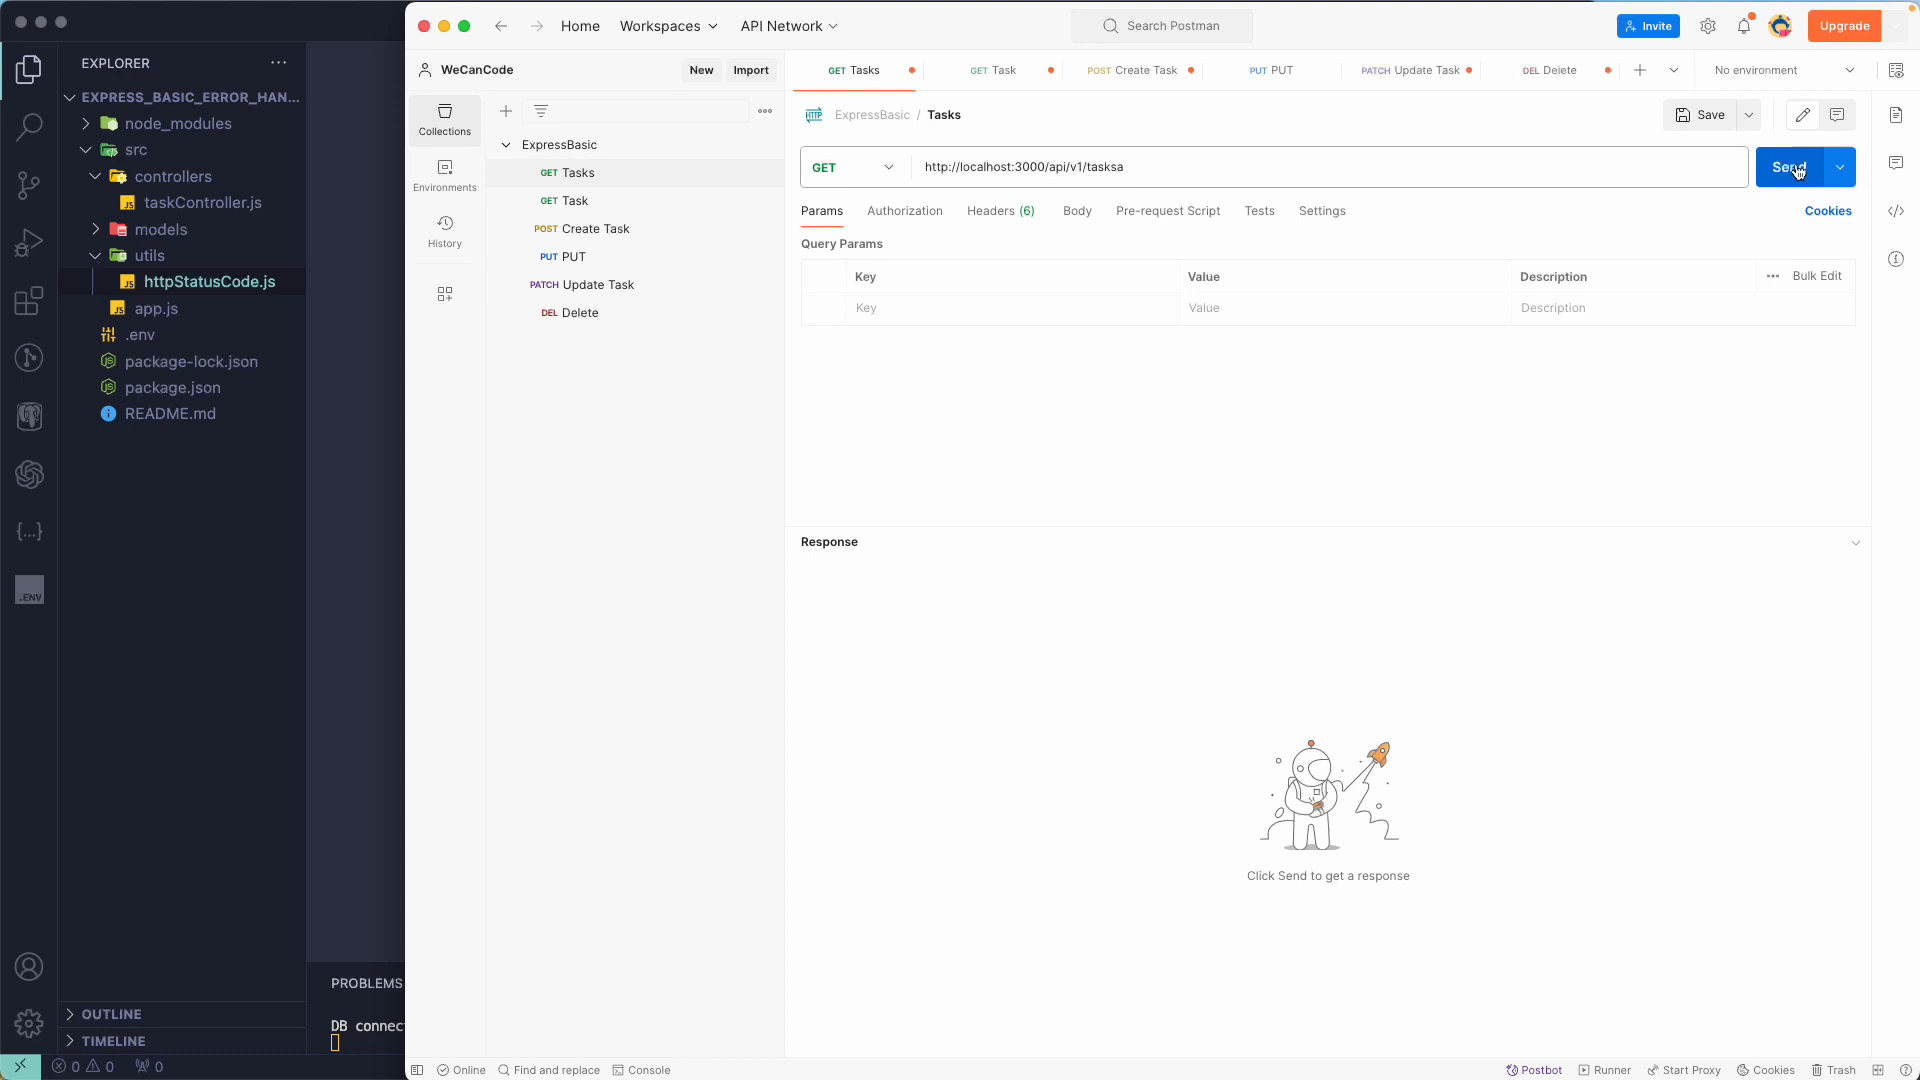 EXPLORER
EXPRESS_BASIC_ERROR_HAN...
node_modules
src
controllers
JS taskController.js
models
utils
JS httpStatusCode.js
JS app.js
.env
package-lock.json
package.json
README.md
.ENV
OUTLINE
TIMELINE
0 0 0
PROBLEMS
DB connec
Home Workspaces API Network Search Postman Invite Upgrade
WeCanCode New Import
Collections
Environments
History
ExpressBasic
GET Tasks
GET Task
POST Create Task
PUT PUT
PATCH Update Task
DEL Delete
GET Tasks GET Task POST Create Task PUT PUT PATCH Update Task DEL Delete No environment
HTTP ExpressBasic / Tasks Save
GET http://localhost:3000/api/v1/tasksa Send
Params Authorization Headers (6) Body Pre-request Script Tests Settings Cookies
Query Params
Key Value Description Bulk Edit
Key Value Description
Response
Click Send to get a response
Online Find and replace Console Postbot Runner Start Proxy Cookies Trash